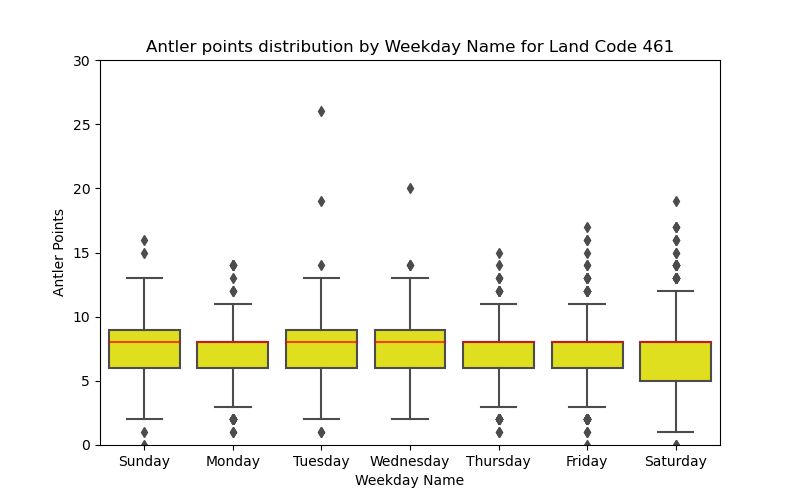 Antler points distribution by Weekday Name for Land Code 461
30
25
20
15
10
5
0
Antler Points
Sunday Monday Tuesday Wednesday Thursday Friday Saturday
Weekday Name